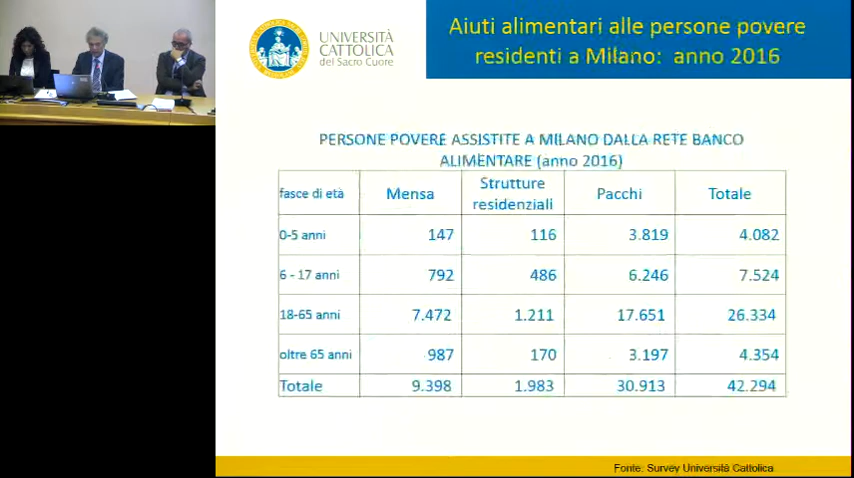 UNIVERSITÀ
CATTOLICA
del Sacro Cuore
Aiuti alimentari alle persone povere
residenti a Milano: anno 2016
PERSONE POVERE ASSISTITE A MILANO DALLA RETE BANCO
ALIMENTARE (anno 2016)
fasce di età Mensa Strutture residenziali Pacchi Totale
0-5 anni 147 116 3.819 4.082
6 - 17 anni 792 486 6.246 7.524
18-65 anni 7.472 1.211 17.651 26.334
oltre 65 anni 987 170 3.197 4.354
Totale 9.398 1.983 30.913 42.294
Fonte: Survey Università Cattolica